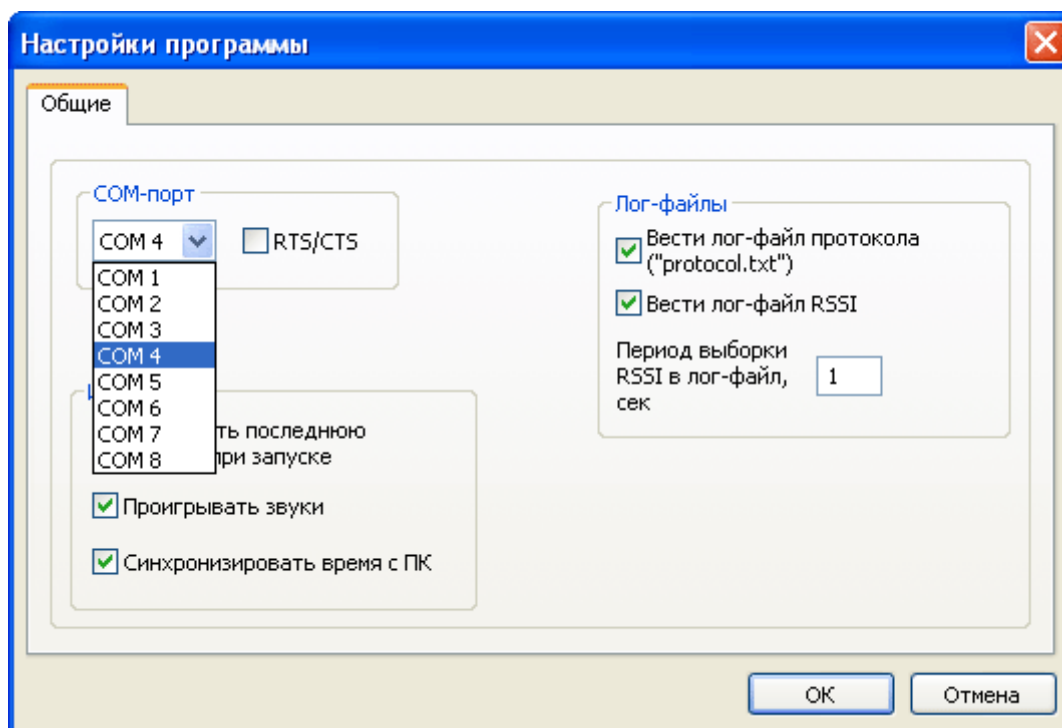 Настройки программы
Общие
COM-порт
COM 4
RTS/CTS
COM 1
COM 2
COM 3
COM 4
COM 5
COM 6
COM 7
COM 8
последнюю
при запуске
Проигрывать звуки
Синхронизировать время с ПК
Лог-файлы
Вести лог-файл протокола
("protocol.txt")
Вести лог-файл RSSI
Период выборки
RSSI в лог-файл,
сек
1
OK
Отмена